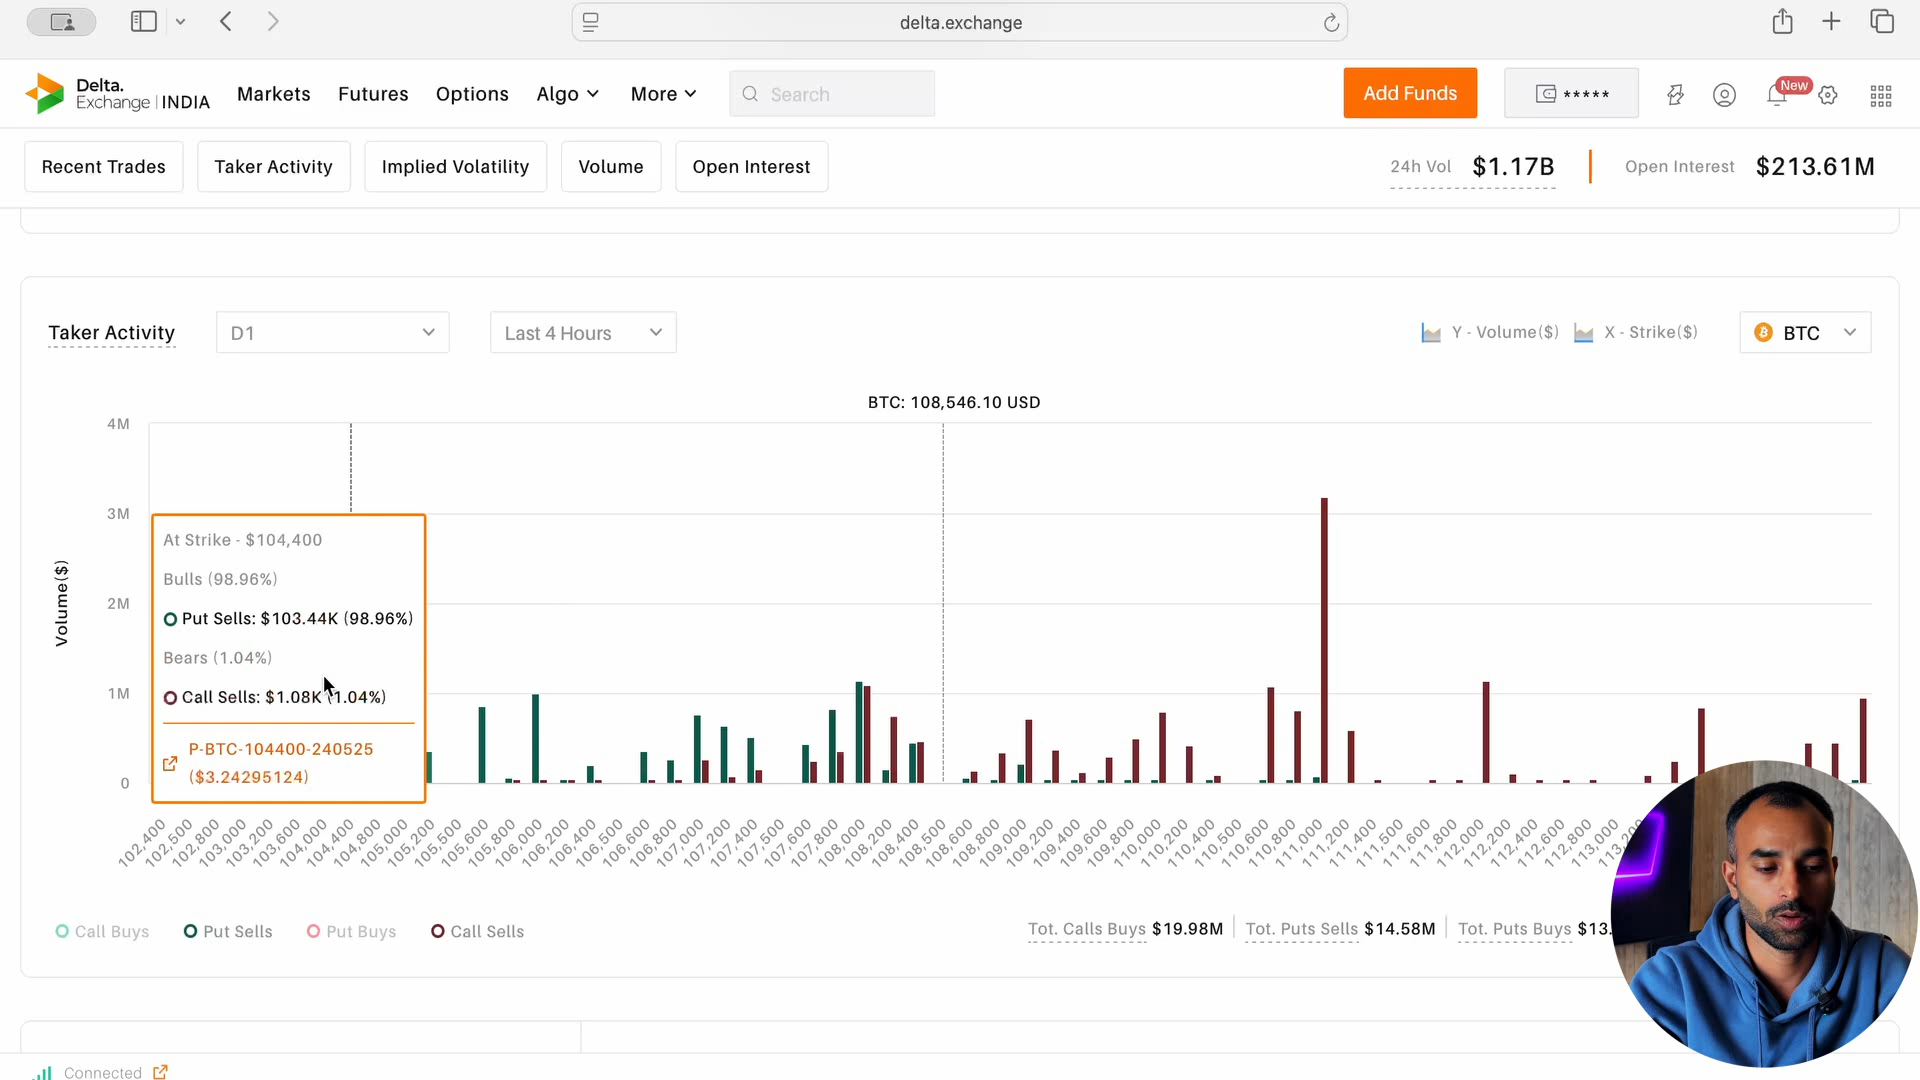 delta.exchange
Delta.
Exchange | INDIA
Markets
Futures
Options
Algo
More
Search
Add Funds
*****
New
Recent Trades
Taker Activity
Implied Volatility
Volume
Open Interest
24h Vol $1.17B
Open Interest $213.61M
Taker Activity
D1
Last 4 Hours
Y - Volume($)
X - Strike($)
BTC
BTC: 108,546.10 USD
4M
3M
2M
1M
0
Volume($)
At Strike - $104,400
Bulls (98.96%)
Put Sells: $103.44K (98.96%)
Bears (1.04%)
Call Sells: $1.08K (1.04%)
P-BTC-104400-240525
($3.24295124)
102,400 102,500 102,800 103,000 103,200 103,600 104,000 104,400 104,800 105,000 105,200 105,500 105,600 105,800 106,000 106,200 106,400 106,500 106,600 106,800 107,000 107,200 107,400 107,500 107,600 107,800 108,000 108,200 108,400 108,500 108,600 108,800 109,000 109,200 109,400 109,600 109,800 110,000 110,200 110,400 110,500 110,600 110,800 111,000 111,200 111,400 111,500 111,600 111,800 112,000 112,200 112,400 112,600 112,800 113,000
Call Buys
Put Sells
Put Buys
Call Sells
Tot. Calls Buys $19.98M
Tot. Puts Sells $14.58M
Tot. Puts Buys $13.
Connected